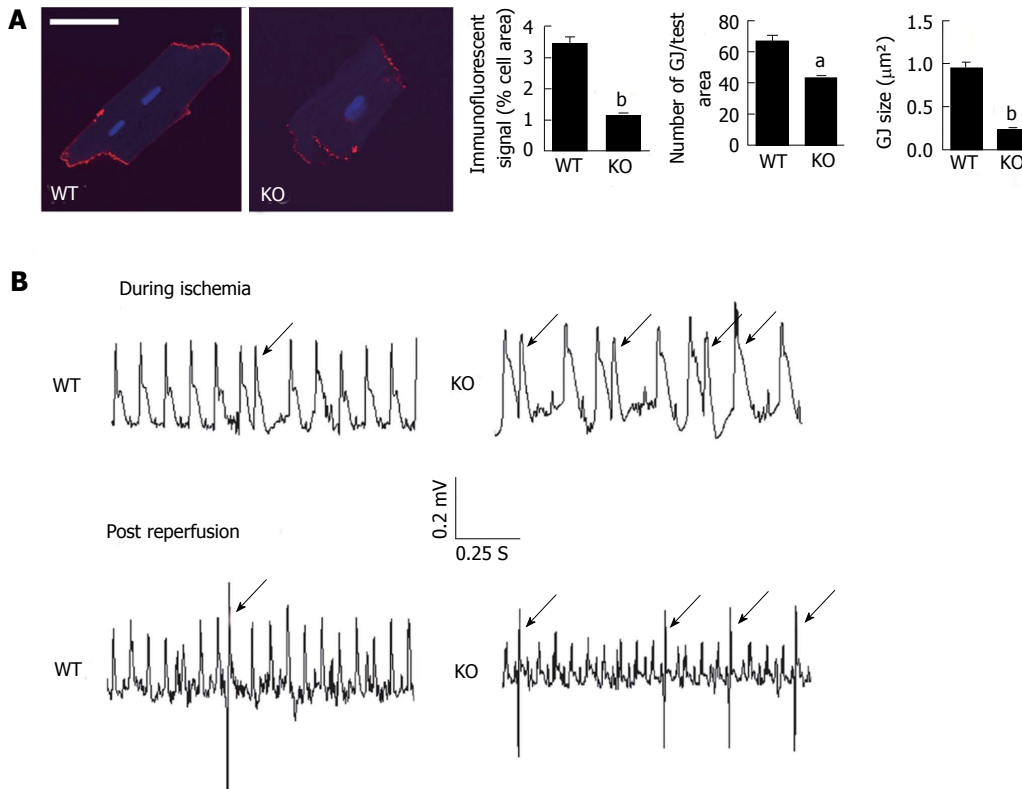 A
WT
KO
Immunofluorescent
signal (% cell area)
4
3
2
1
0
b
WT KO
Number of GJ/test
area
80
60
40
20
0
a
WT KO
GJ size (μm²)
1.5
1.0
0.5
0.0
b
WT KO
B
During ischemia
WT
KO
0.2 mV
0.25 S
Post reperfusion
WT
KO